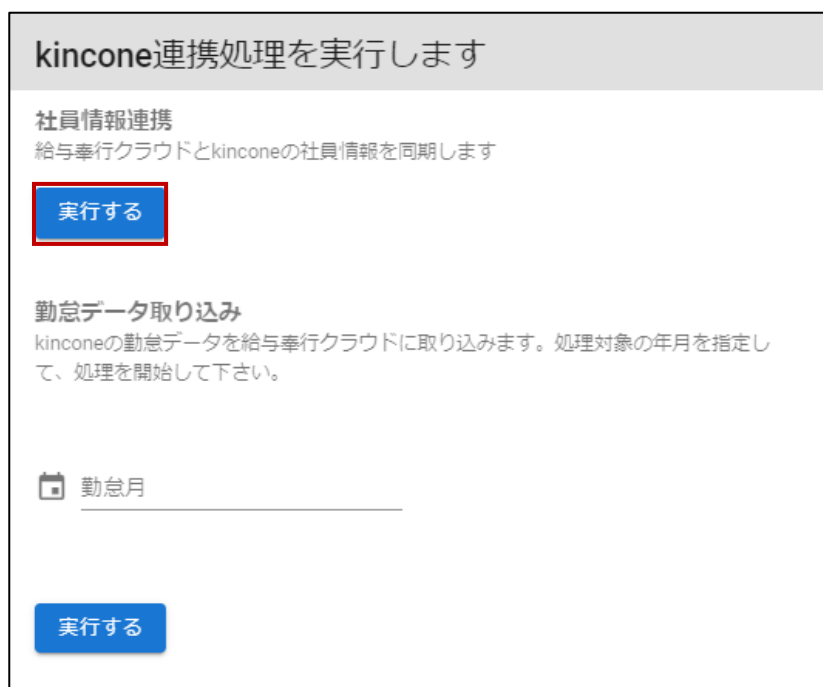 kincone連携処理を実行します
社員情報連携
給与奉行クラウドとkinconeの社員情報を同期します
実行する
勤怠データ取り込み
kinconeの勤怠データを給与奉行クラウドに取り込みます。処理対象の年月を指定し
て、処理を開始して下さい。
勤怠月
実行する